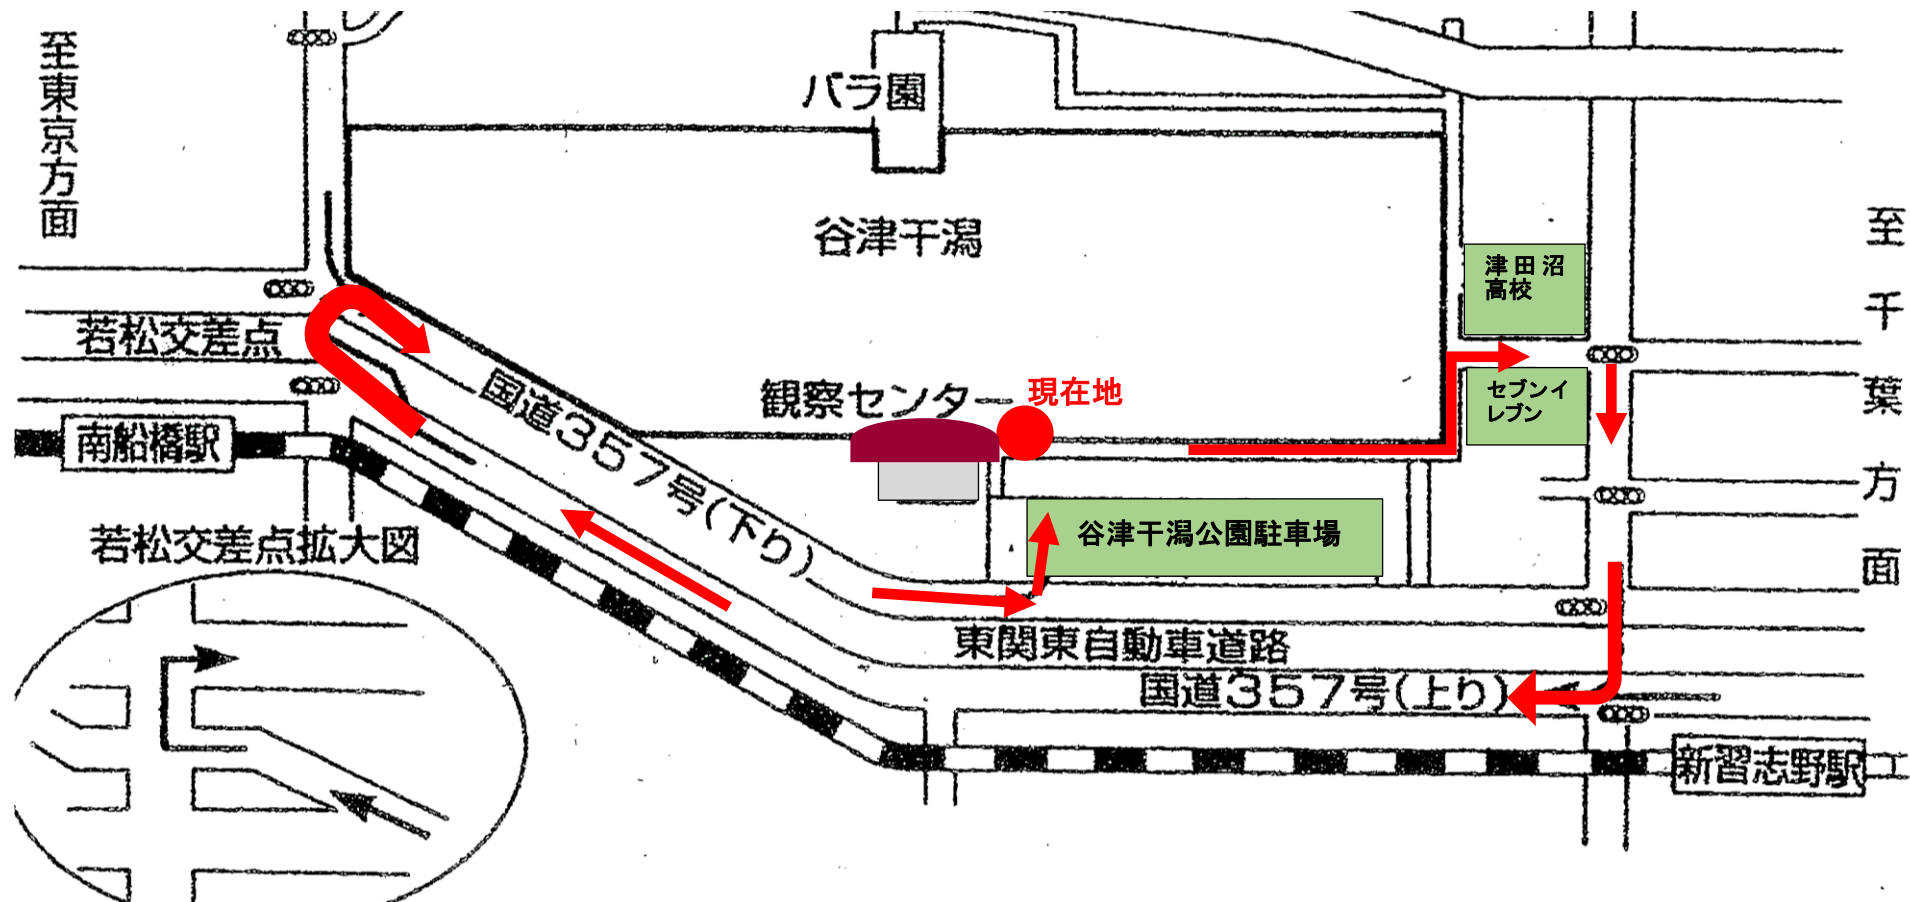 至東京方面
バラ園
谷津干潟
至千葉方面
津田沼
高校
若松交差点
国道357号(下り)
観察センター
現在地
セブンイ
レブン
南船橋駅
若松交差点拡大図
谷津干潟公園駐車場
東関東自動車道路
国道357号(上り)
新習志野駅